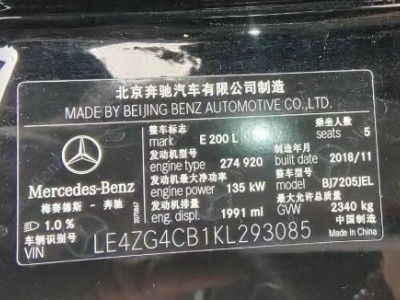 北京奔驰汽车有限公司制造
MADE BY BEIJING BENZ AUTOMOTIVE CO.,LTD.
整车标志 乘坐人数
mark E 200 L seats 5
发动机型号 制造年月
engine type 274 920 built date 2018/11
发动机最大净功率 整车型号
engine power 135 kW model BJ7205JEL
发动机排量 最大允许总质量
eng. displ. 1991 ml GVW 2340 kg
Mercedes-Benz
梅赛德斯 - 奔驰
1.0 %
中国制造
车辆识别号
VIN LE4ZG4CB1KL293085